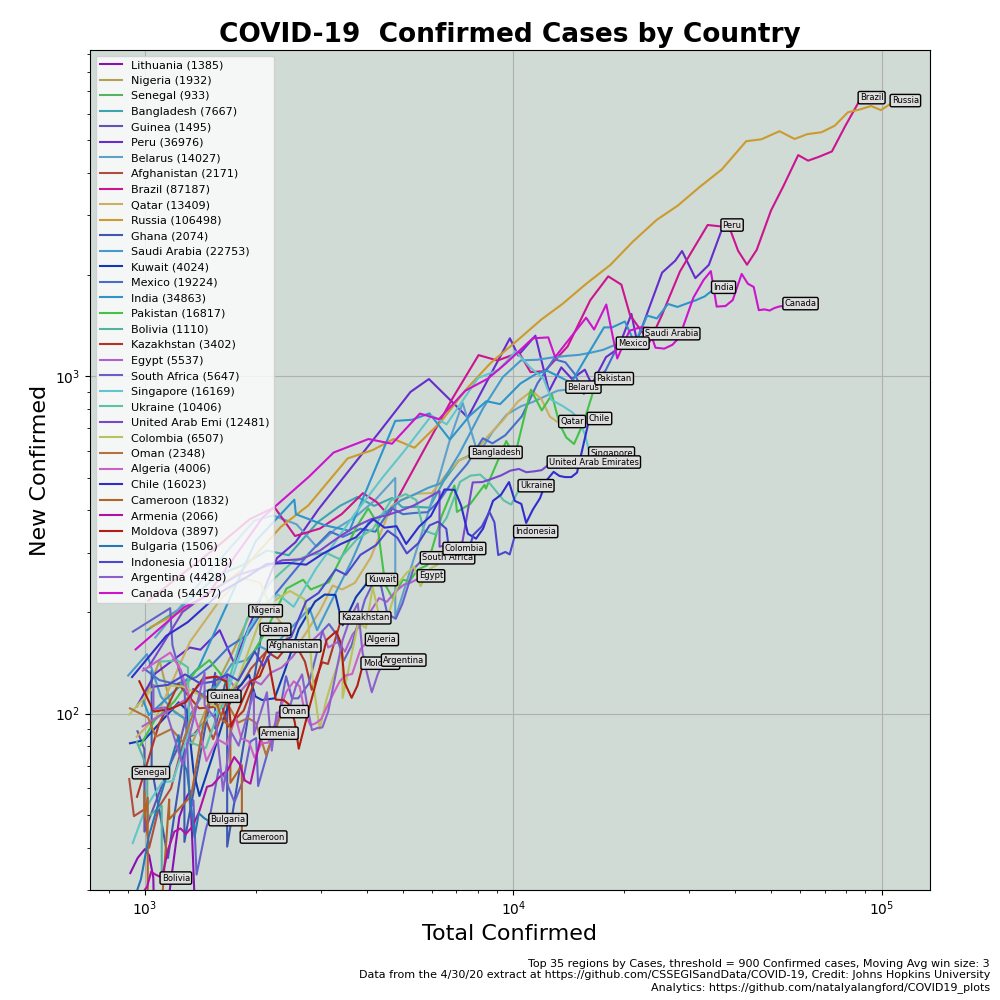 COVID-19  Confirmed Cases by Country
Lithuania (1385)
Nigeria (1932)
Senegal (933)
Bangladesh (7667)
Guinea (1495)
Peru (36976)
Belarus (14027)
Afghanistan (2171)
Brazil (87187)
Qatar (13409)
Russia (106498)
Ghana (2074)
Saudi Arabia (22753)
Kuwait (4024)
Mexico (19224)
India (34863)
Pakistan (16817)
Bolivia (1110)
Kazakhstan (3402)
Egypt (5537)
South Africa (5647)
Singapore (16169)
Ukraine (10406)
United Arab Emi (12481)
Colombia (6507)
Oman (2348)
Algeria (4006)
Chile (16023)
Cameroon (1832)
Armenia (2066)
Moldova (3897)
Bulgaria (1506)
Indonesia (10118)
Argentina (4428)
Canada (54457)
Brazil
Russia
Peru
India
Canada
Saudi Arabia
Mexico
Pakistan
Belarus
Qatar
Chile
Bangladesh
Singapore
United Arab Emirates
Ukraine
Indonesia
Colombia
South Africa
Egypt
Kuwait
Nigeria
Kazakhstan
Ghana
Algeria
Afghanistan
Argentina
Guinea
Oman
Armenia
Senegal
Bulgaria
Cameroon
Bolivia
New Confirmed
10³
10²
10³
10⁴
10⁵
Total Confirmed
Top 35 regions by Cases, threshold = 900 Confirmed cases, Moving Avg win size: 3
Data from the 4/30/20 extract at https://github.com/CSSEGISandData/COVID-19, Credit: Johns Hopkins University
Analytics: https://github.com/natalyalangford/COVID19_plots